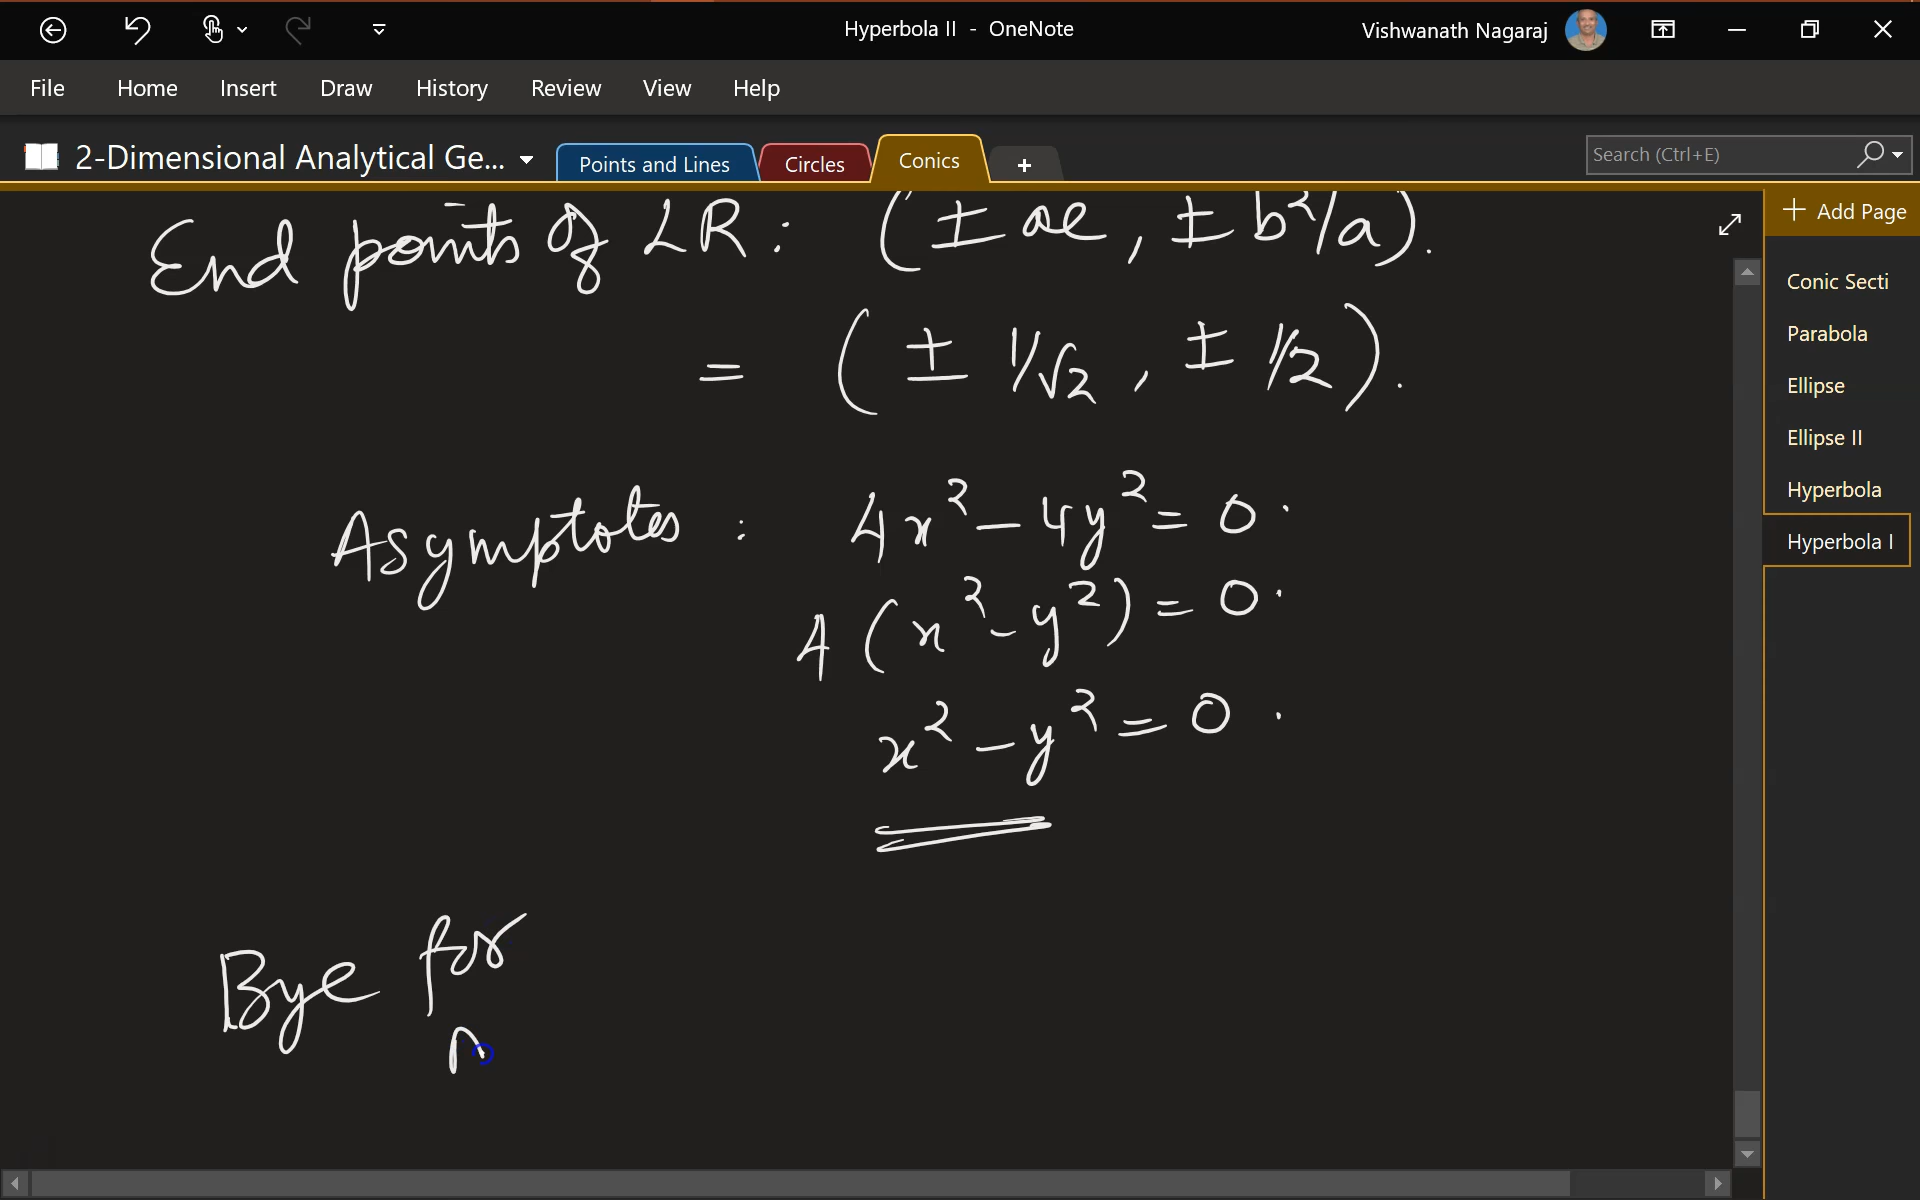 Hyperbola II - OneNote
Vishwanath Nagaraj
File Home Insert Draw History Review View Help
2-Dimensional Analytical Ge...
Points and Lines
Circles
Conics
+
Search (Ctrl+E)
+ Add Page
Conic Secti
Parabola
Ellipse
Ellipse II
Hyperbola
Hyperbola I
End points of LR : (± ae, ± b²/a).
= (± 1/√2, ± 1/2).
Asymptotes : 4x² - 4y² = 0.
4(x² - y²) = 0.
x² - y² = 0.
Bye for
n